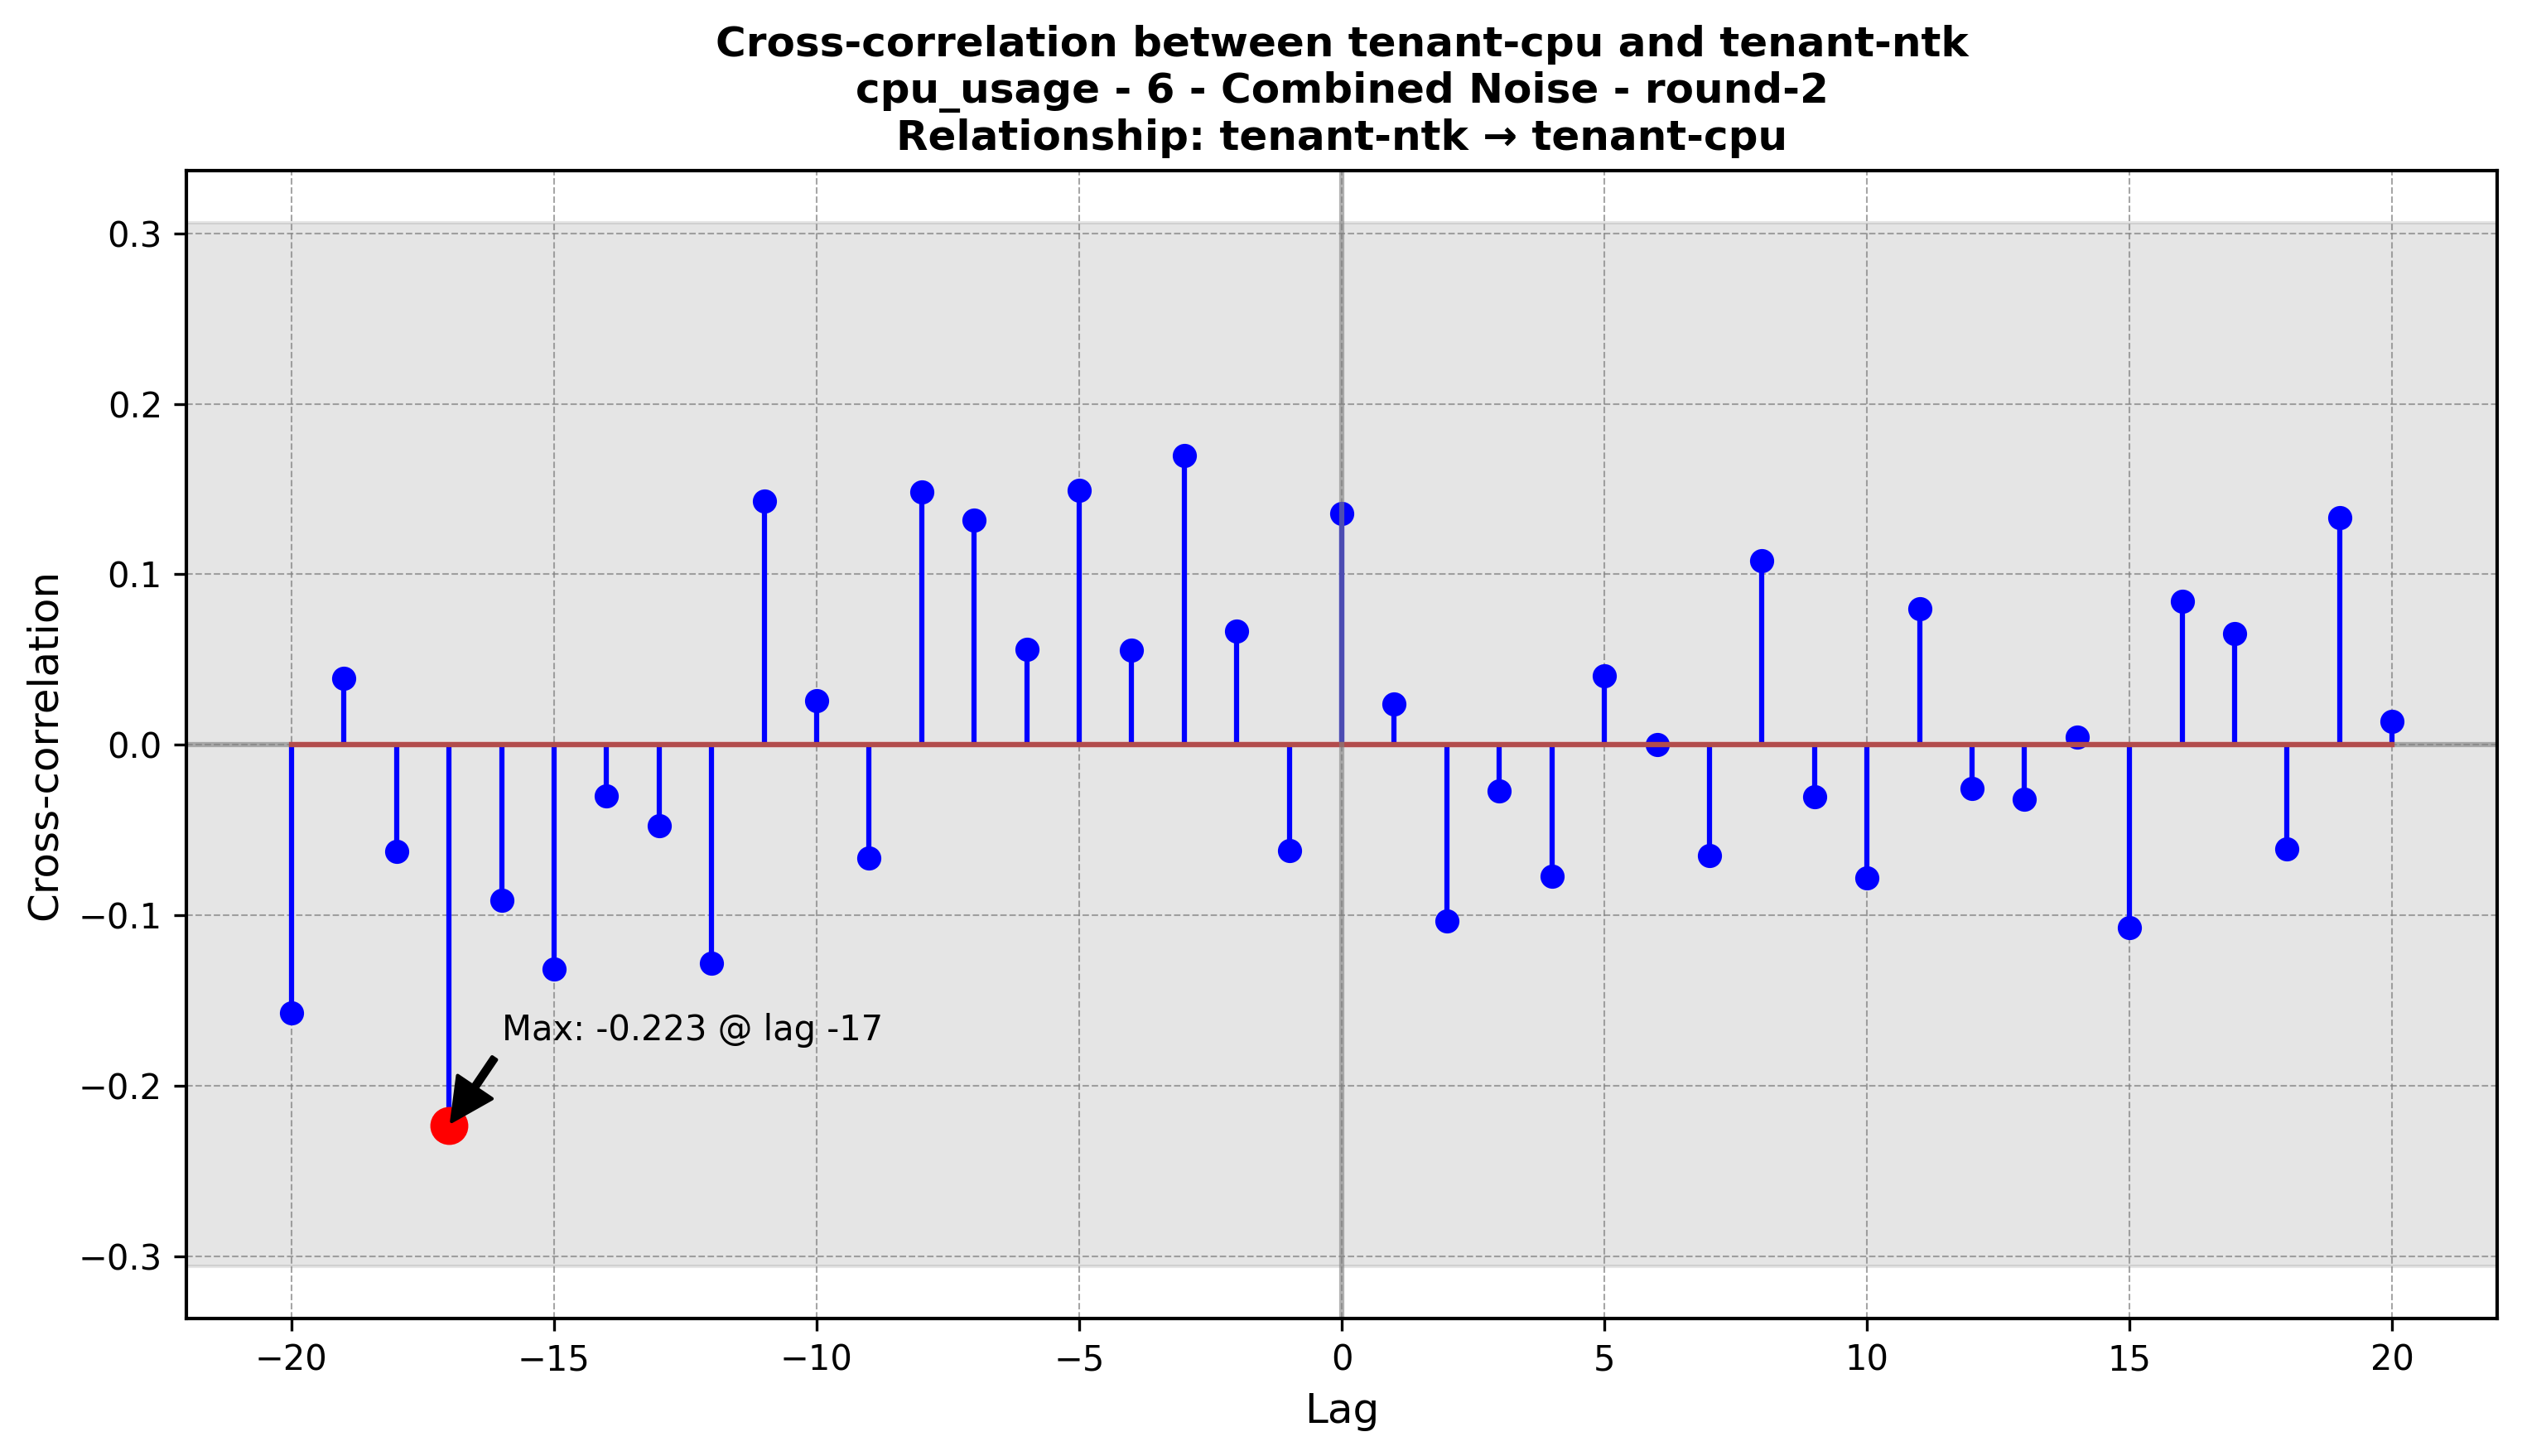 Cross-correlation between tenant-cpu and tenant-ntk
cpu_usage - 6 - Combined Noise - round-2
Relationship: tenant-ntk → tenant-cpu
0.3
0.2
0.1
0.0
−0.1
−0.2
−0.3
Cross-correlation
Max: -0.223 @ lag -17
−20
−15
−10
−5
0
5
10
15
20
Lag